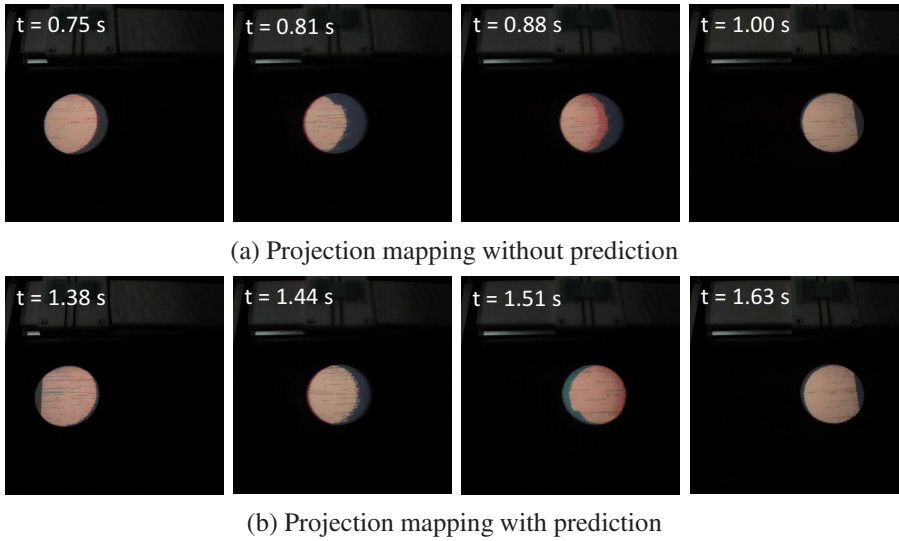 t = 0.75 s
t = 0.81 s
t = 0.88 s
t = 1.00 s
(a) Projection mapping without prediction
t = 1.38 s
t = 1.44 s
t = 1.51 s
t = 1.63 s
(b) Projection mapping with prediction